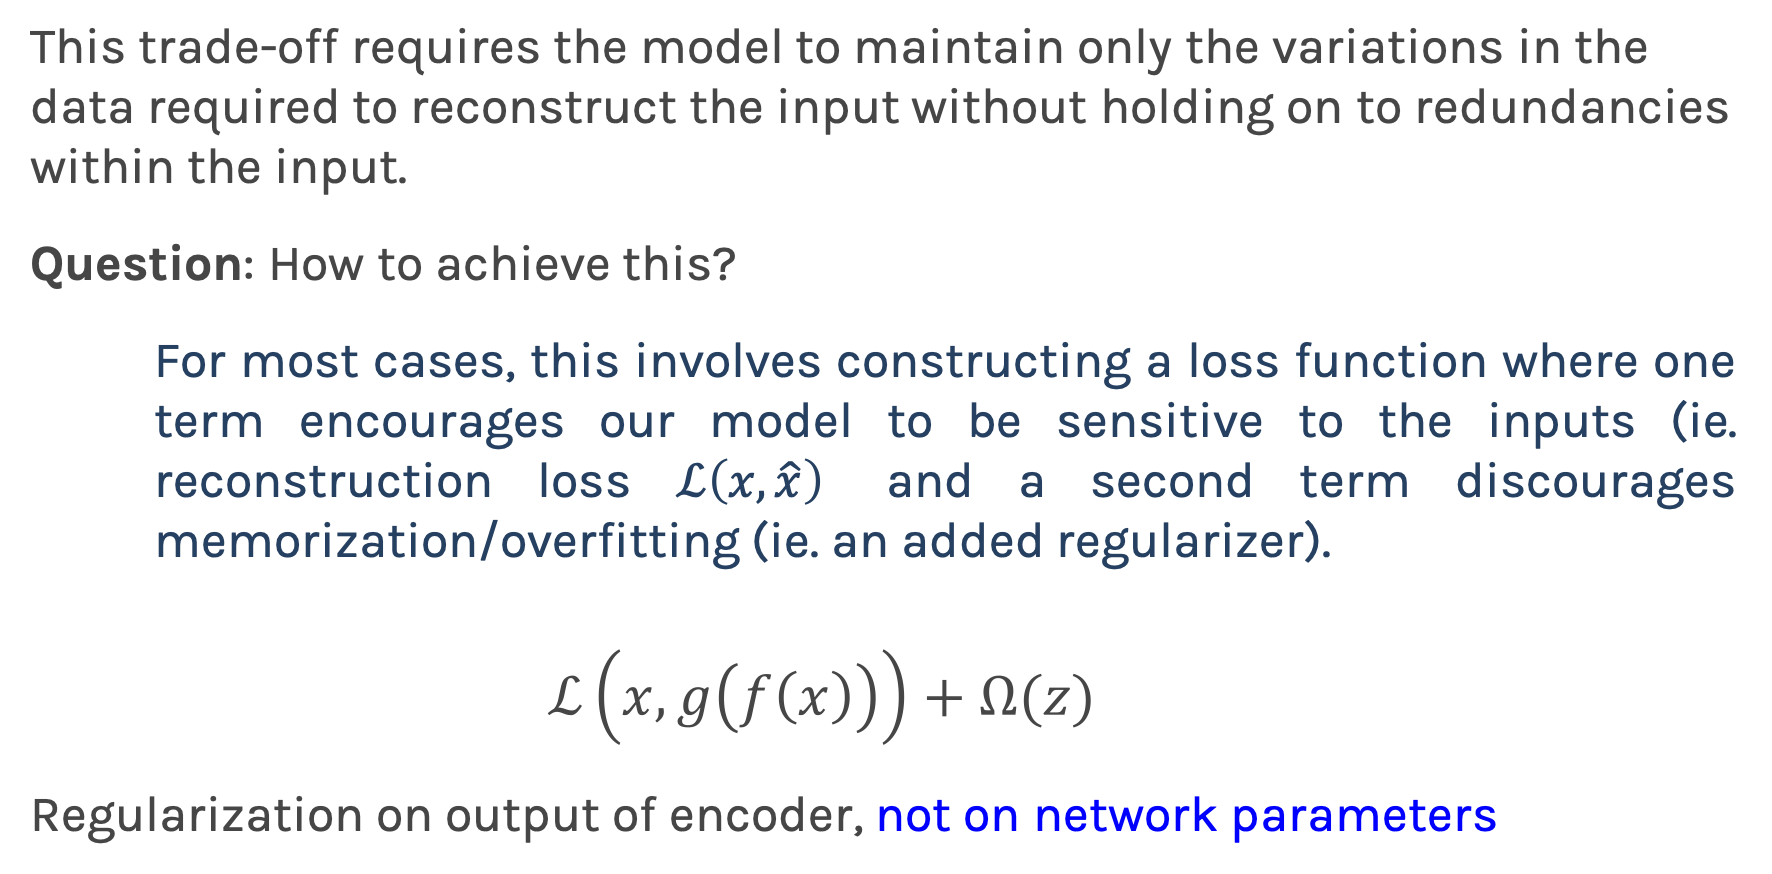 This trade-off requires the model to maintain only the variations in the
data required to reconstruct the input without holding on to redundancies
within the input.
Question: How to achieve this?
For most cases, this involves constructing a loss function where one
term encourages our model to be sensitive to the inputs (ie.
reconstruction loss ℒ(x, x̂) and a second term discourages
memorization/overfitting (ie. an added regularizer).
ℒ(x, g(f(x))) + Ω(z)
Regularization on output of encoder, not on network parameters